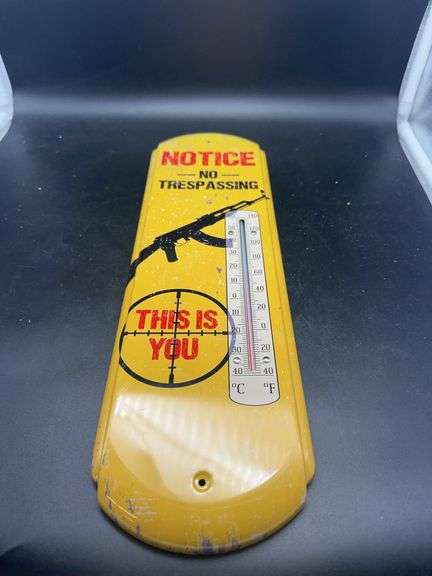 NOTICE
NO
TRESPASSING
THIS IS
YOU
°C °F